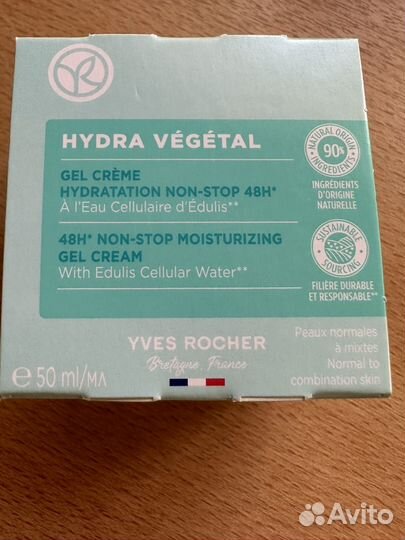 HYDRA VÉGÉTAL
GEL CRÈME
HYDRATATION NON-STOP 48H*
À l'Eau Cellulaire d'Édulis**
48H* NON-STOP MOISTURIZING
GEL CREAM
With Edulis Cellular Water**
NATURAL ORIGIN
90%
INGREDIENTS
INGRÉDIENTS
D'ORIGINE
NATURELLE
SUSTAINABLE
SOURCING
FILIÈRE DURABLE
ET RESPONSABLE**
YVES ROCHER
Bretagne, France
Peaux normales
à mixtes
Normal to
combination skin
e 50 ml/мл
Avito